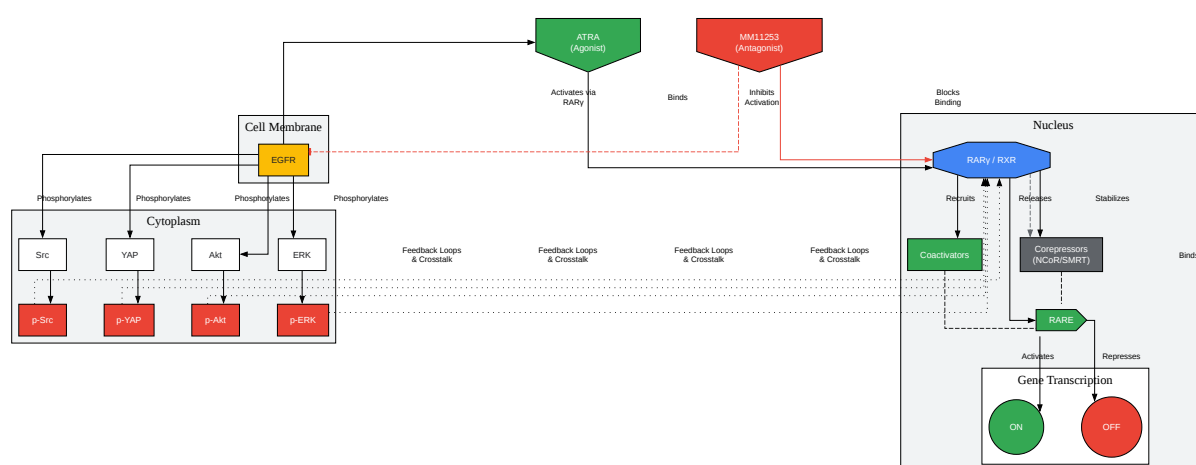 ATRA
(Agonist)
MM11253
(Antagonist)
Activates via
RARγ
Binds
Inhibits
Activation
Blocks
Binding
Cell Membrane
EGFR
Nucleus
RARγ / RXR
Phosphorylates
Phosphorylates
Phosphorylates
Phosphorylates
Recruits
Releases
Stabilizes
Cytoplasm
Src
YAP
Akt
ERK
Feedback Loops
& Crosstalk
Feedback Loops
& Crosstalk
Feedback Loops
& Crosstalk
Feedback Loops
& Crosstalk
Coactivators
Corepressors
(NCoR/SMRT)
Binds
p-Src
p-YAP
p-Akt
p-ERK
RARE
Activates
Represses
Gene Transcription
ON
OFF